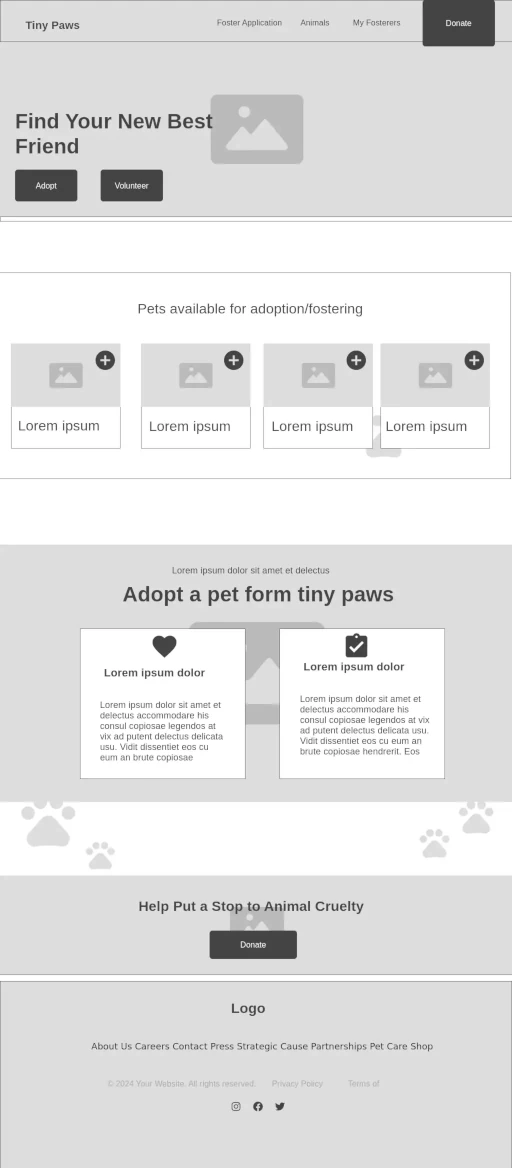 Tiny Paws
Foster Application
Animals
My Fosterers
Donate
Find Your New Best
Friend
Adopt
Volunteer
Pets available for adoption/fostering
Lorem ipsum
Lorem ipsum
Lorem ipsum
Lorem ipsum
Lorem ipsum dolor sit amet et delectus
Adopt a pet form tiny paws
Lorem ipsum dolor
Lorem ipsum dolor sit amet et
delectus accommodare his
consul copiosae legendos at
vix ad putent delectus delicata
usu. Vidit dissentiet eos cu
eum an brute copiosae
Lorem ipsum dolor
Lorem ipsum dolor sit amet et
delectus accommodare his
consul copiosae legendos at vix
ad putent delectus delicata usu.
Vidit dissentiet eos cu eum an
brute copiosae hendrerit. Eos
Help Put a Stop to Animal Cruelty
Donate
Logo
About Us Careers Contact Press Strategic Cause Partnerships Pet Care Shop
© 2024 Your Website. All rights reserved.
Privacy Policy
Terms of